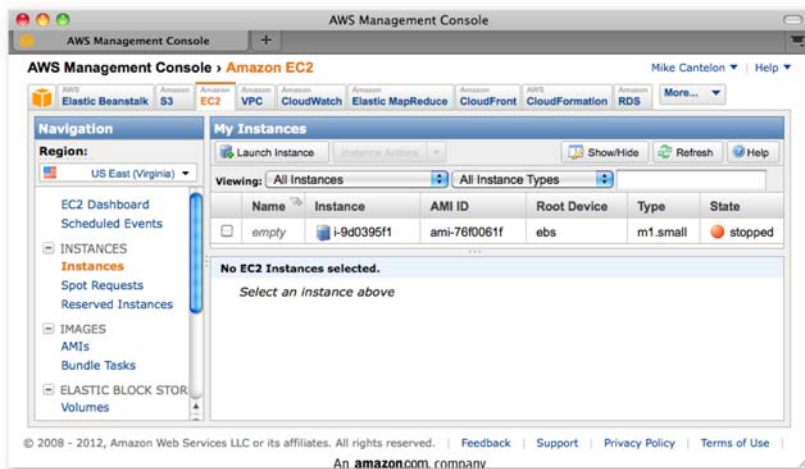 AWS Management Console
AWS Management Console +
AWS Management Console › Amazon EC2
Mike Cantelon Help
AWS Elastic Beanstalk
Amazon S3
Amazon EC2
Amazon VPC
Amazon CloudWatch
Amazon Elastic MapReduce
Amazon CloudFront
AWS CloudFormation
Amazon RDS
More...
Navigation
Region:
US East (Virginia)
EC2 Dashboard
Scheduled Events
INSTANCES
Instances
Spot Requests
Reserved Instances
IMAGES
AMIs
Bundle Tasks
ELASTIC BLOCK STOR
Volumes
My Instances
Launch Instance Instance Actions Show/Hide Refresh Help
Viewing: All Instances All Instance Types
Name Instance AMI ID Root Device Type State
empty i-9d0395f1 ami-76f0061f ebs m1.small stopped
No EC2 Instances selected.
Select an instance above
© 2008 - 2012, Amazon Web Services LLC or its affiliates. All rights reserved. | Feedback | Support | Privacy Policy | Terms of Use |
An amazon.com. company